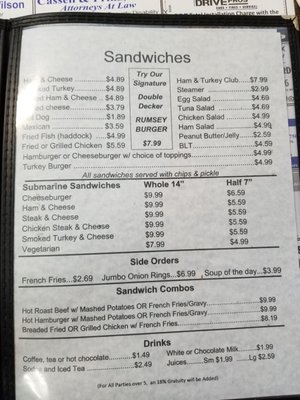 Attorneys At Law
DRIVE PROS
Installation Charge with the
Sandwiches
Ham & Cheese $4.89
Smoked Turkey $4.89
Ham & Cheese $4.89
Cheese $3.79
Dog $1.89
Mexican $3.59
Fried Fish (haddock) $4.99
Fried or Grilled Chicken $5.59
Try Our
Signature
Double
Decker
RUMSEY
BURGER
$7.99
Ham & Turkey Club $7.99
Steamer $2.99
Egg Salad $4.69
Tuna Salad $4.69
Chicken Salad $4.99
Ham Salad $4.99
Peanut Butter/Jelly $2.59
BLT $4.59
Hamburger or Cheeseburger w/ choice of toppings $4.99
Turkey Burger $4.99
All sandwiches served with chips & pickle
Submarine Sandwiches Whole 14" Half 7"
Cheeseburger $9.99 $6.59
Ham & Cheese $9.99 $5.59
Steak & Cheese $9.99 $5.59
Chicken Steak & Cheese $9.99 $5.59
Smoked Turkey & Cheese $9.99 $5.59
Vegetarian $7.99 $4.99
Side Orders
French Fries...$2.69 Jumbo Onion Rings...$6.99 Soup of the day...$3.99
Sandwich Combos
Hot Roast Beef w/ Mashed Potatoes OR French Fries/Gravy $9.99
Hot Hamburger w/ Mashed Potatoes OR French Fries/Gravy $9.99
Breaded Fried OR Grilled Chicken w/ French Fries $8.19
Drinks
Coffee, tea or hot chocolate $1.49 White or Chocolate Milk $1.99
Soda and Iced Tea $2.49 Juices Sm $1.99 Lg $2.59
(For All Parties over 5, an 18% Gratuity will be Added)